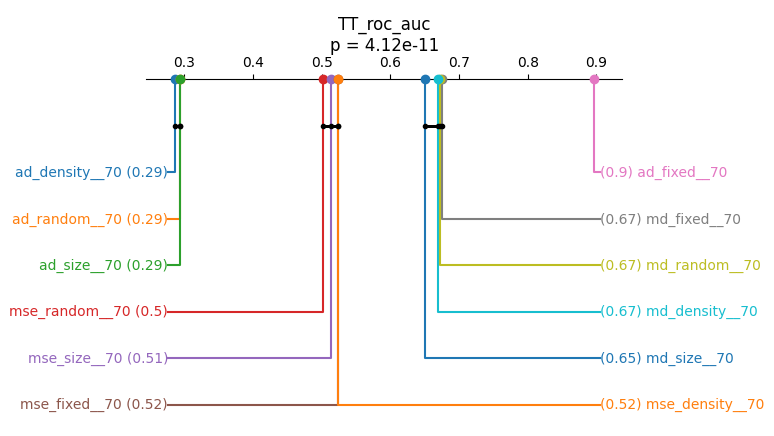 TT_roc_auc
p = 4.12e-11
0.3 0.4 0.5 0.6 0.7 0.8 0.9
ad_density__70 (0.29) (0.9) ad_fixed__70
ad_random__70 (0.29) (0.67) md_fixed__70
ad_size__70 (0.29) (0.67) md_random__70
mse_random__70 (0.5) (0.67) md_density__70
mse_size__70 (0.51) (0.65) md_size__70
mse_fixed__70 (0.52) (0.52) mse_density__70